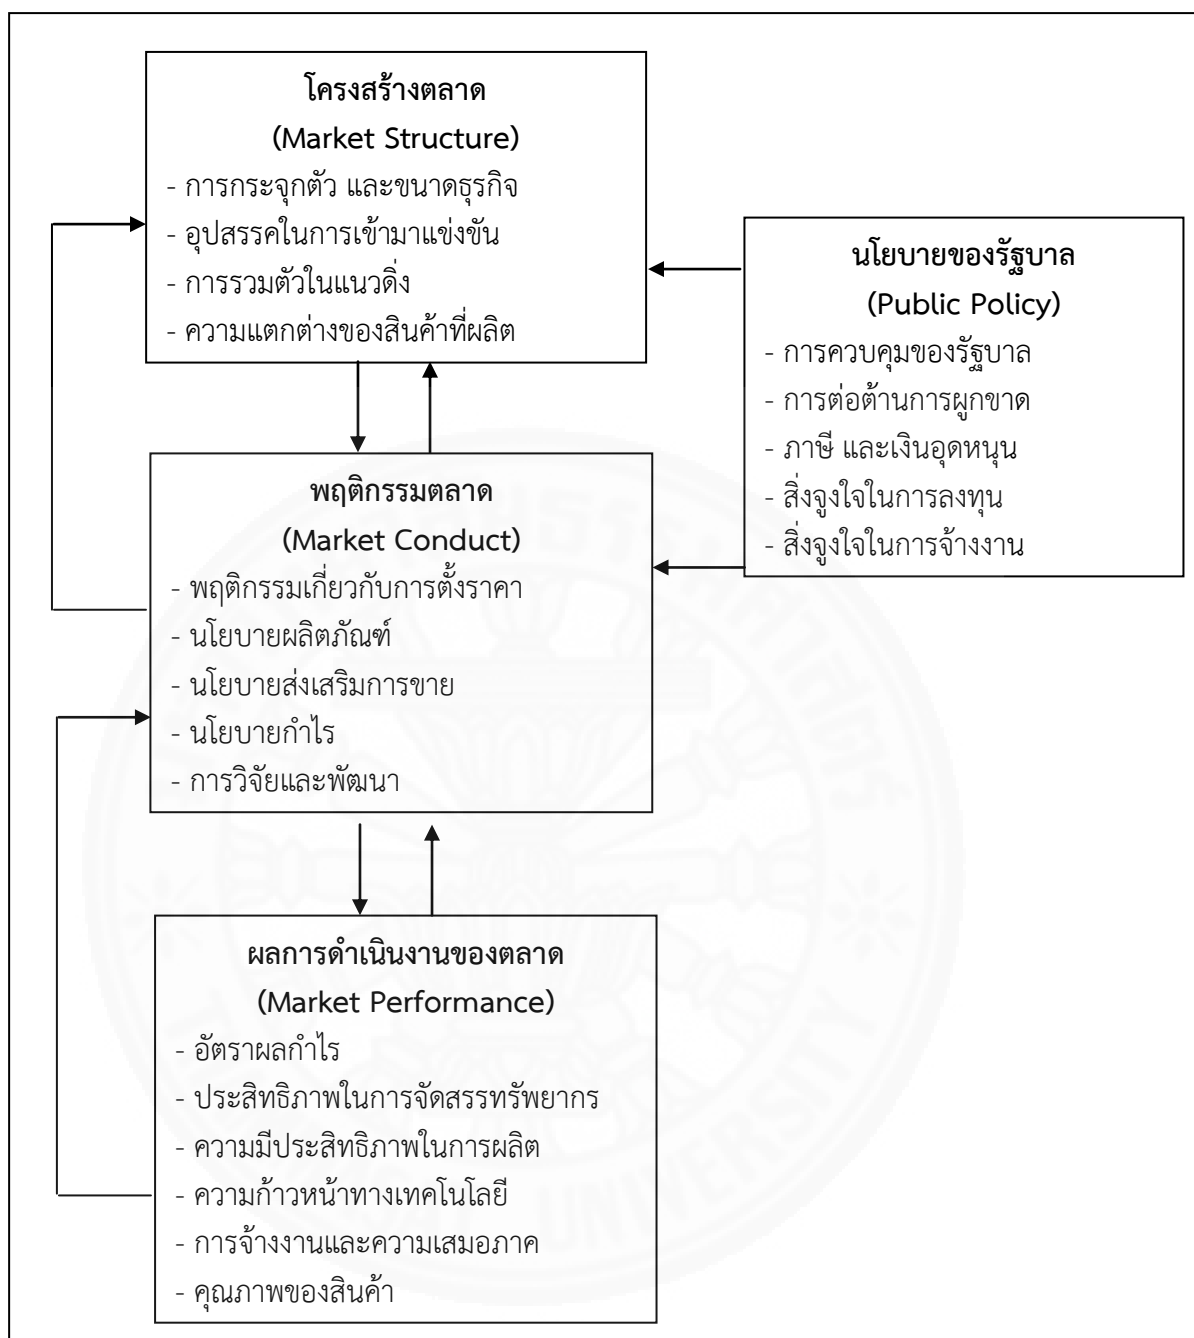 โครงสร้างตลาด
(Market Structure)
- การกระจุกตัว และขนาดธุรกิจ
- อุปสรรคในการเข้ามาแข่งขัน
- การรวมตัวในแนวดิ่ง
- ความแตกต่างของสินค้าที่ผลิต
นโยบายของรัฐบาล
(Public Policy)
- การควบคุมของรัฐบาล
- การต่อต้านการผูกขาด
- ภาษี และเงินอุดหนุน
- สิ่งจูงใจในการลงทุน
- สิ่งจูงใจในการจ้างงาน
พฤติกรรมตลาด
(Market Conduct)
- พฤติกรรมเกี่ยวกับการตั้งราคา
- นโยบายผลิตภัณฑ์
- นโยบายส่งเสริมการขาย
- นโยบายกำไร
- การวิจัยและพัฒนา
ผลการดำเนินงานของตลาด
(Market Performance)
- อัตราผลกำไร
- ประสิทธิภาพในการจัดสรรทรัพยากร
- ความมีประสิทธิภาพในการผลิต
- ความก้าวหน้าทางเทคโนโลยี
- การจ้างงานและความเสมอภาค
- คุณภาพของสินค้า